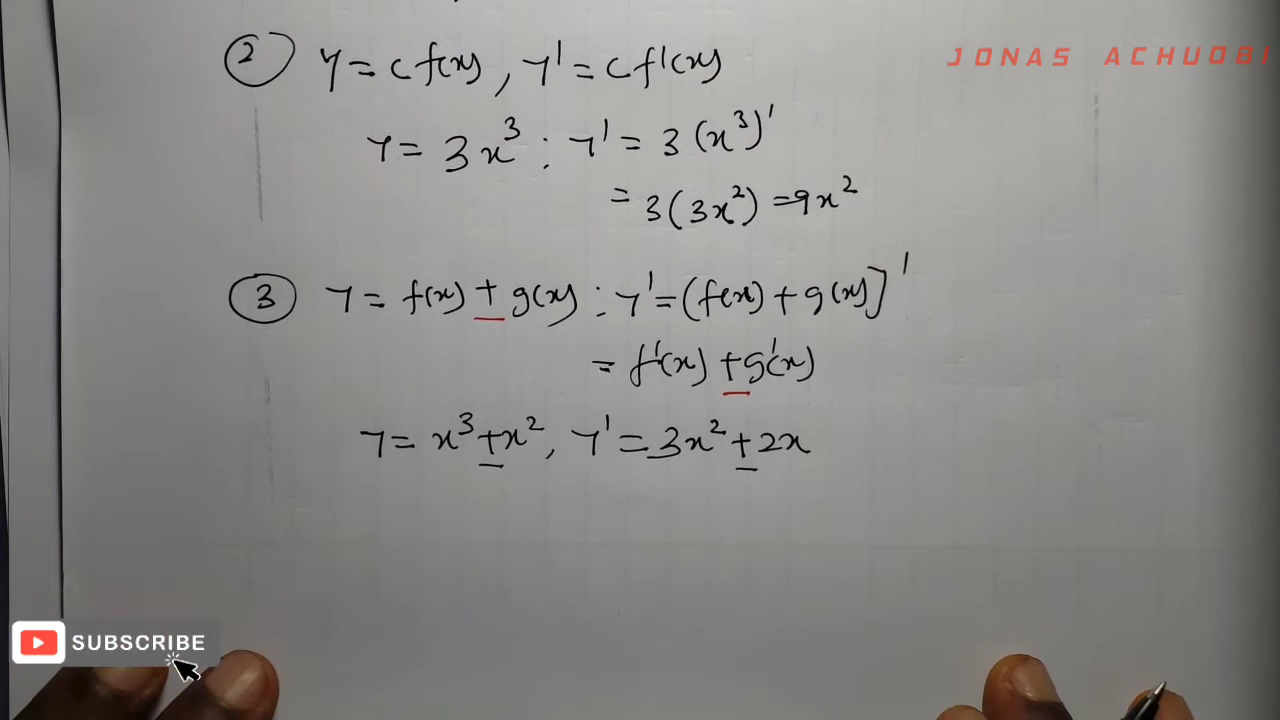 JONAS ACHUOBI
② y = c f(x), y' = c f'(x)
y = 3x³ : y' = 3(x³)'
= 3(3x²) = 9x²
③ y = f(x) + g(x) : y' = (f(x) + g(x)]'
= f'(x) + g'(x)
y = x³ + x², y' = 3x² + 2x
SUBSCRIBE